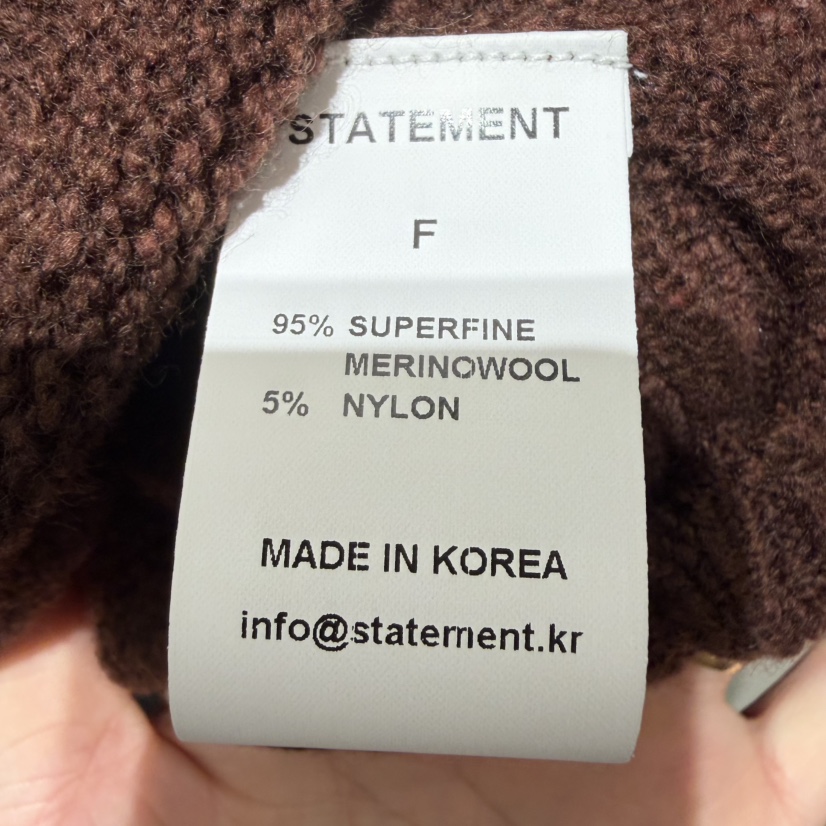 STATEMENT
F
95% SUPERFINE
MERINOWOOL
5% NYLON
MADE IN KOREA
info@statement.kr